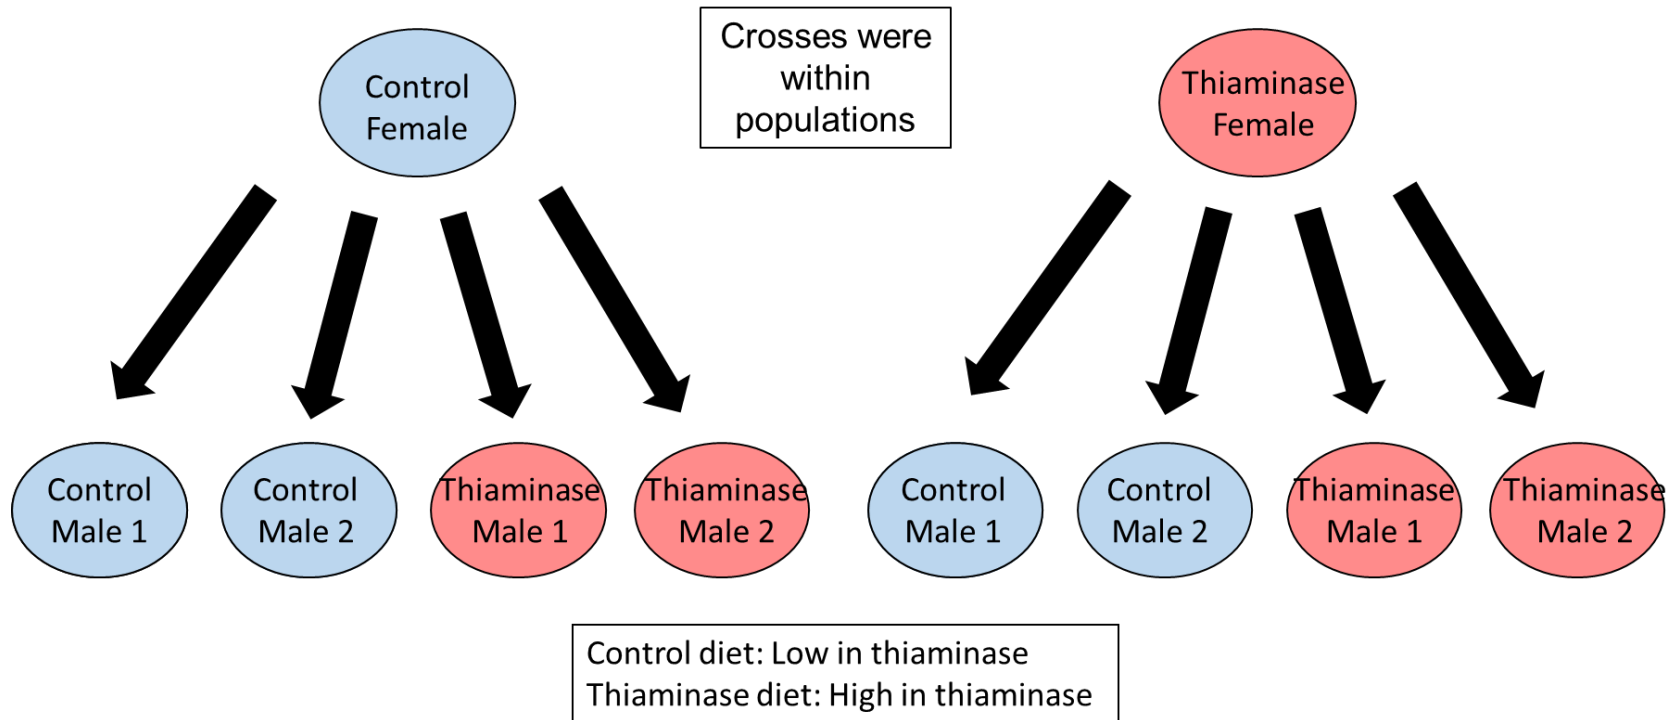 Control
Female
Crosses were
within
populations
Thiaminase
Female
Control
Male 1
Control
Male 2
Thiaminase
Male 1
Thiaminase
Male 2
Control
Male 1
Control
Male 2
Thiaminase
Male 1
Thiaminase
Male 2
Control diet: Low in thiaminase
Thiaminase diet: High in thiaminase